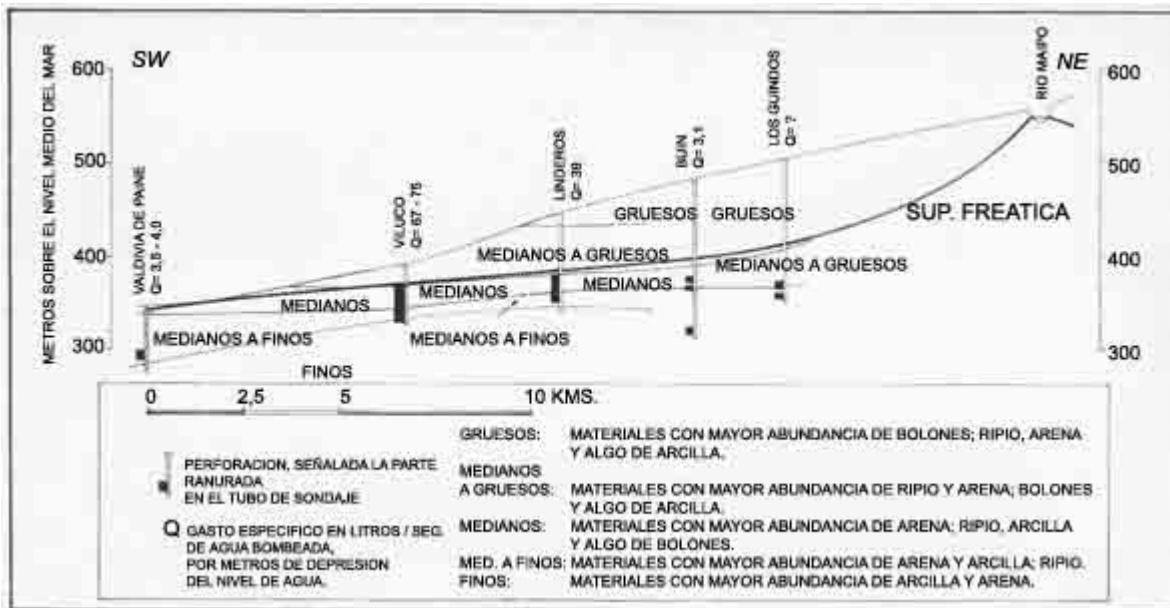 SW
NE
METROS SOBRE EL NIVEL MEDIO DEL MAR
600
500
400
300
600
500
400
300
VALDIVIA DE PAINE
Q= 3,5 - 4,0
VILUCO
Q= 67 - 75
LINDEROS
Q= 39
BUIN
Q= 3,1
LOS GUINDOS
Q= ?
RIO MAIPO
GRUESOS
GRUESOS
SUP. FREATICA
MEDIANOS A GRUESOS
MEDIANOS A GRUESOS
MEDIANOS
MEDIANOS
MEDIANOS
MEDIANOS A FINOS
MEDIANOS A FINOS
FINOS
0 2,5 5 10 KMS.
PERFORACION, SEÑALADA LA PARTE
RANURADA
EN EL TUBO DE SONDAJE
Q GASTO ESPECIFICO EN LITROS / SEG.
DE AGUA BOMBEADA,
POR METROS DE DEPRESION
DEL NIVEL DE AGUA.
GRUESOS: MATERIALES CON MAYOR ABUNDANCIA DE BOLONES; RIPIO, ARENA
Y ALGO DE ARCILLA.
MEDIANOS
A GRUESOS: MATERIALES CON MAYOR ABUNDANCIA DE RIPIO Y ARENA; BOLONES
Y ALGO DE ARCILLA.
MEDIANOS: MATERIALES CON MAYOR ABUNDANCIA DE ARENA; RIPIO, ARCILLA
Y ALGO DE BOLONES.
MED. A FINOS: MATERIALES CON MAYOR ABUNDANCIA DE ARENA Y ARCILLA; RIPIO.
FINOS: MATERIALES CON MAYOR ABUNDANCIA DE ARCILLA Y ARENA.